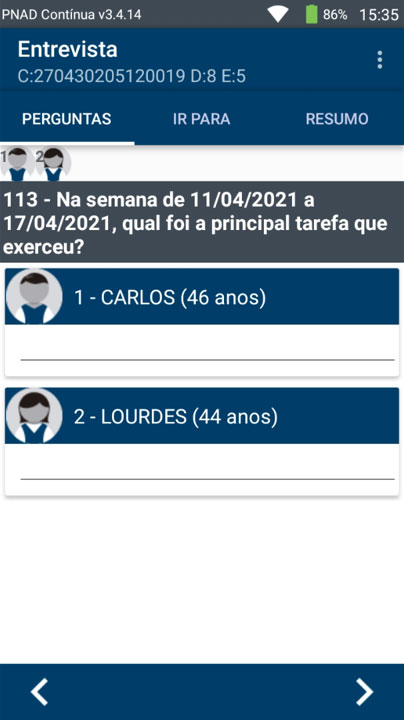 PNAD Contínua v3.4.14 86% 15:35
Entrevista
C:270430205120019 D:8 E:5
PERGUNTAS IR PARA RESUMO
1 2
113 - Na semana de 11/04/2021 a
17/04/2021, qual foi a principal tarefa que
exerceu?
1 - CARLOS (46 anos)
2 - LOURDES (44 anos)